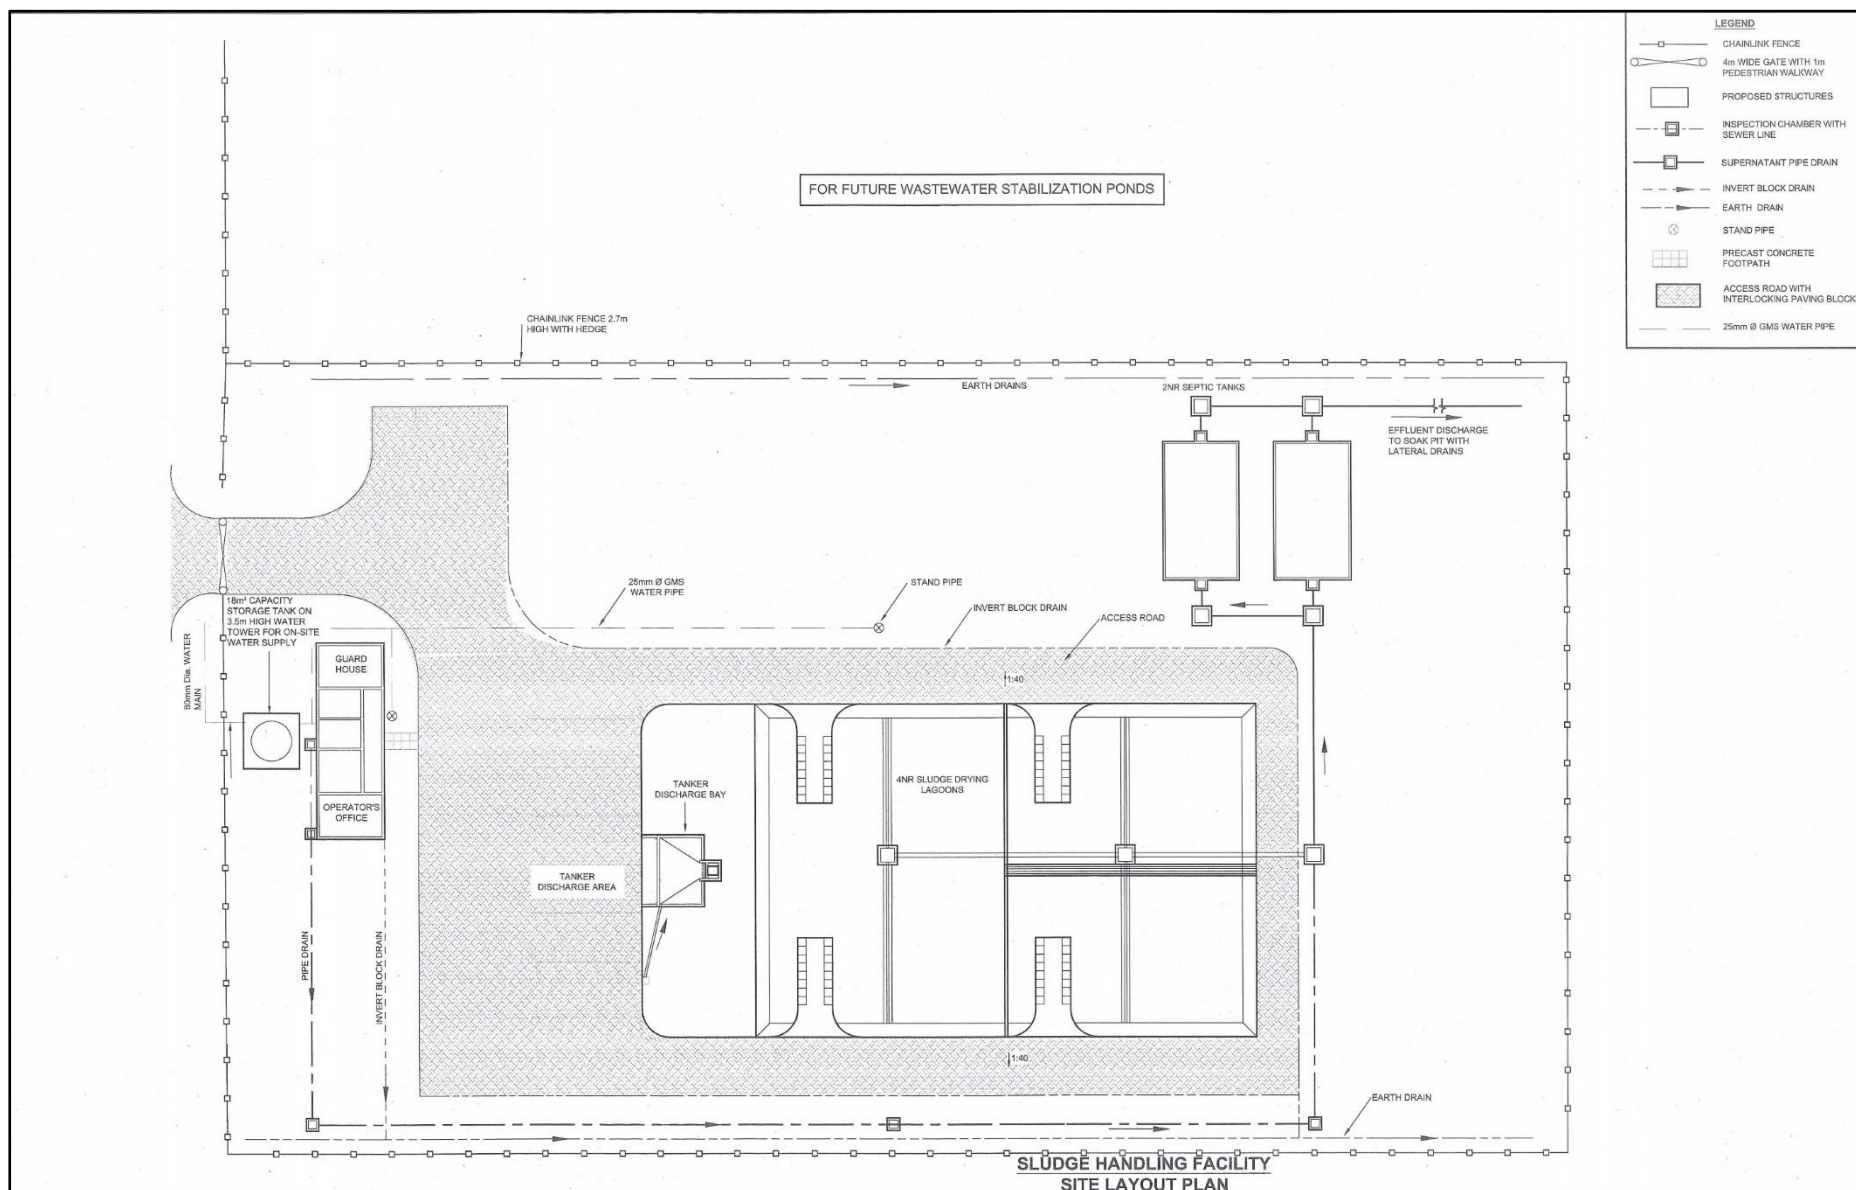 LEGEND
CHAINLINK FENCE
4m WIDE GATE WITH 1m
PEDESTRIAN WALKWAY
PROPOSED STRUCTURES
INSPECTION CHAMBER WITH
SEWER LINE
SUPERNATANT PIPE DRAIN
INVERT BLOCK DRAIN
EARTH DRAIN
STAND PIPE
PRECAST CONCRETE
FOOTPATH
ACCESS ROAD WITH
INTERLOCKING PAVING BLOCK
25mm Ø GMS WATER PIPE
FOR FUTURE WASTEWATER STABILIZATION PONDS
CHAINLINK FENCE 2.7m
HIGH WITH HEDGE
EARTH DRAINS
2NR SEPTIC TANKS
EFFLUENT DISCHARGE
TO SOAK PIT WITH
LATERAL DRAINS
25mm Ø GMS
WATER PIPE
STAND PIPE
INVERT BLOCK DRAIN
ACCESS ROAD
18m³ CAPACITY
STORAGE TANK ON
3.5m HIGH WATER
TOWER FOR ON-SITE
WATER SUPPLY
80mm Dia. WATER
MAIN
GUARD
HOUSE
1:40
OPERATOR'S
OFFICE
TANKER
DISCHARGE BAY
4NR SLUDGE DRYING
LAGOONS
TANKER
DISCHARGE AREA
PIPE DRAIN
INVERT BLOCK DRAIN
1:40
EARTH DRAIN
SLUDGE HANDLING FACILITY
SITE LAYOUT PLAN